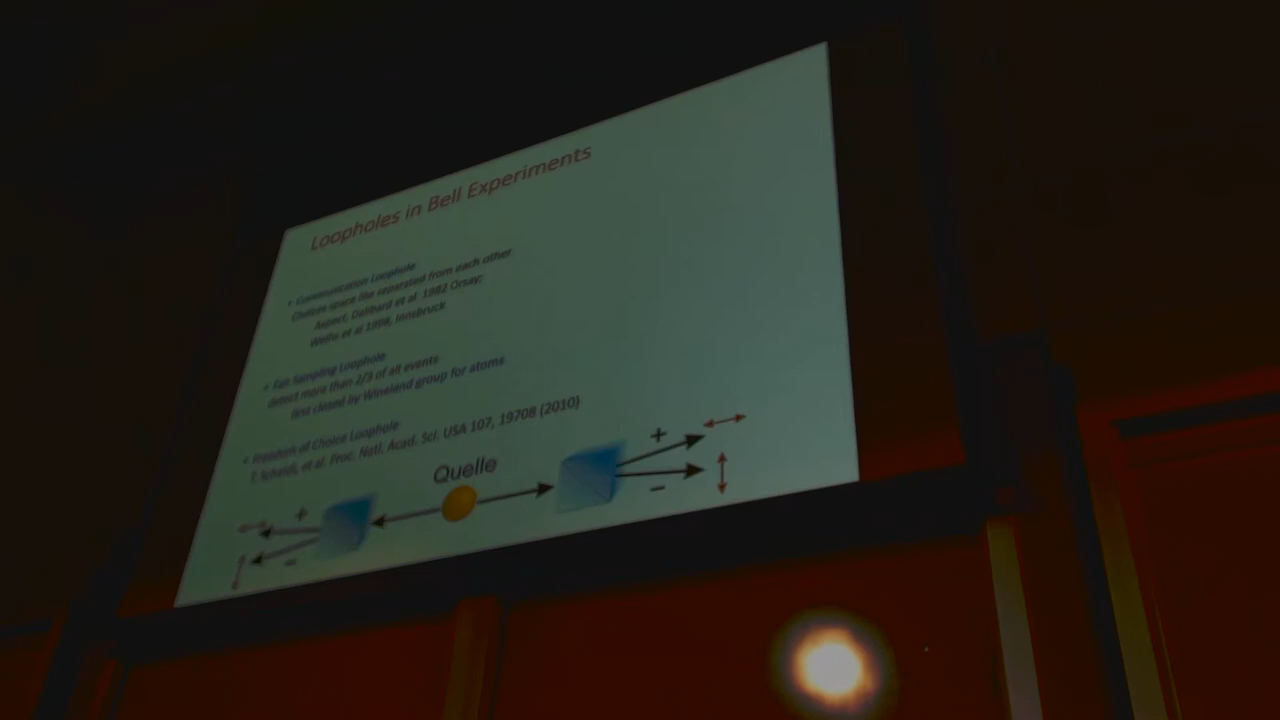 Loopholes in Bell Experiments
• Communication Loophole
Choices space like separated from each other
Aspect, Dalibard et al. 1982 Orsay;
Weihs et al 1998, Innsbruck
• Fair Sampling Loophole
detect more than 2/3 of all events
first closed by Wineland group for atoms
• Freedom of Choice Loophole
T. Scheidl, et al. Proc. Natl. Acad. Sci. USA 107, 19708 (2010)
Quelle
+
−
+
−